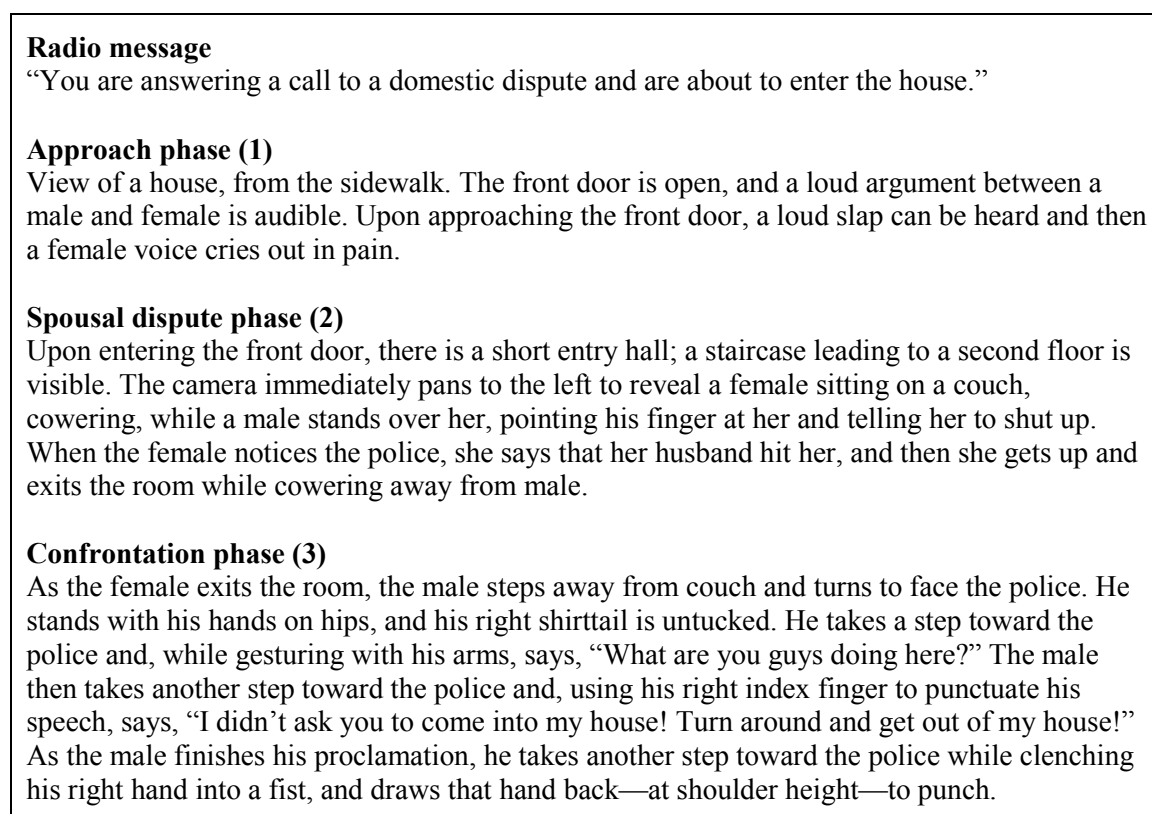 Radio message
“You are answering a call to a domestic dispute and are about to enter the house.”
Approach phase (1)
View of a house, from the sidewalk. The front door is open, and a loud argument between a
male and female is audible. Upon approaching the front door, a loud slap can be heard and then
a female voice cries out in pain.
Spousal dispute phase (2)
Upon entering the front door, there is a short entry hall; a staircase leading to a second floor is
visible. The camera immediately pans to the left to reveal a female sitting on a couch,
cowering, while a male stands over her, pointing his finger at her and telling her to shut up.
When the female notices the police, she says that her husband hit her, and then she gets up and
exits the room while cowering away from male.
Confrontation phase (3)
As the female exits the room, the male steps away from couch and turns to face the police. He
stands with his hands on hips, and his right shirttail is untucked. He takes a step toward the
police and, while gesturing with his arms, says, “What are you guys doing here?” The male
then takes another step toward the police and, using his right index finger to punctuate his
speech, says, “I didn’t ask you to come into my house! Turn around and get out of my house!”
As the male finishes his proclamation, he takes another step toward the police while clenching
his right hand into a fist, and draws that hand back—at shoulder height—to punch.